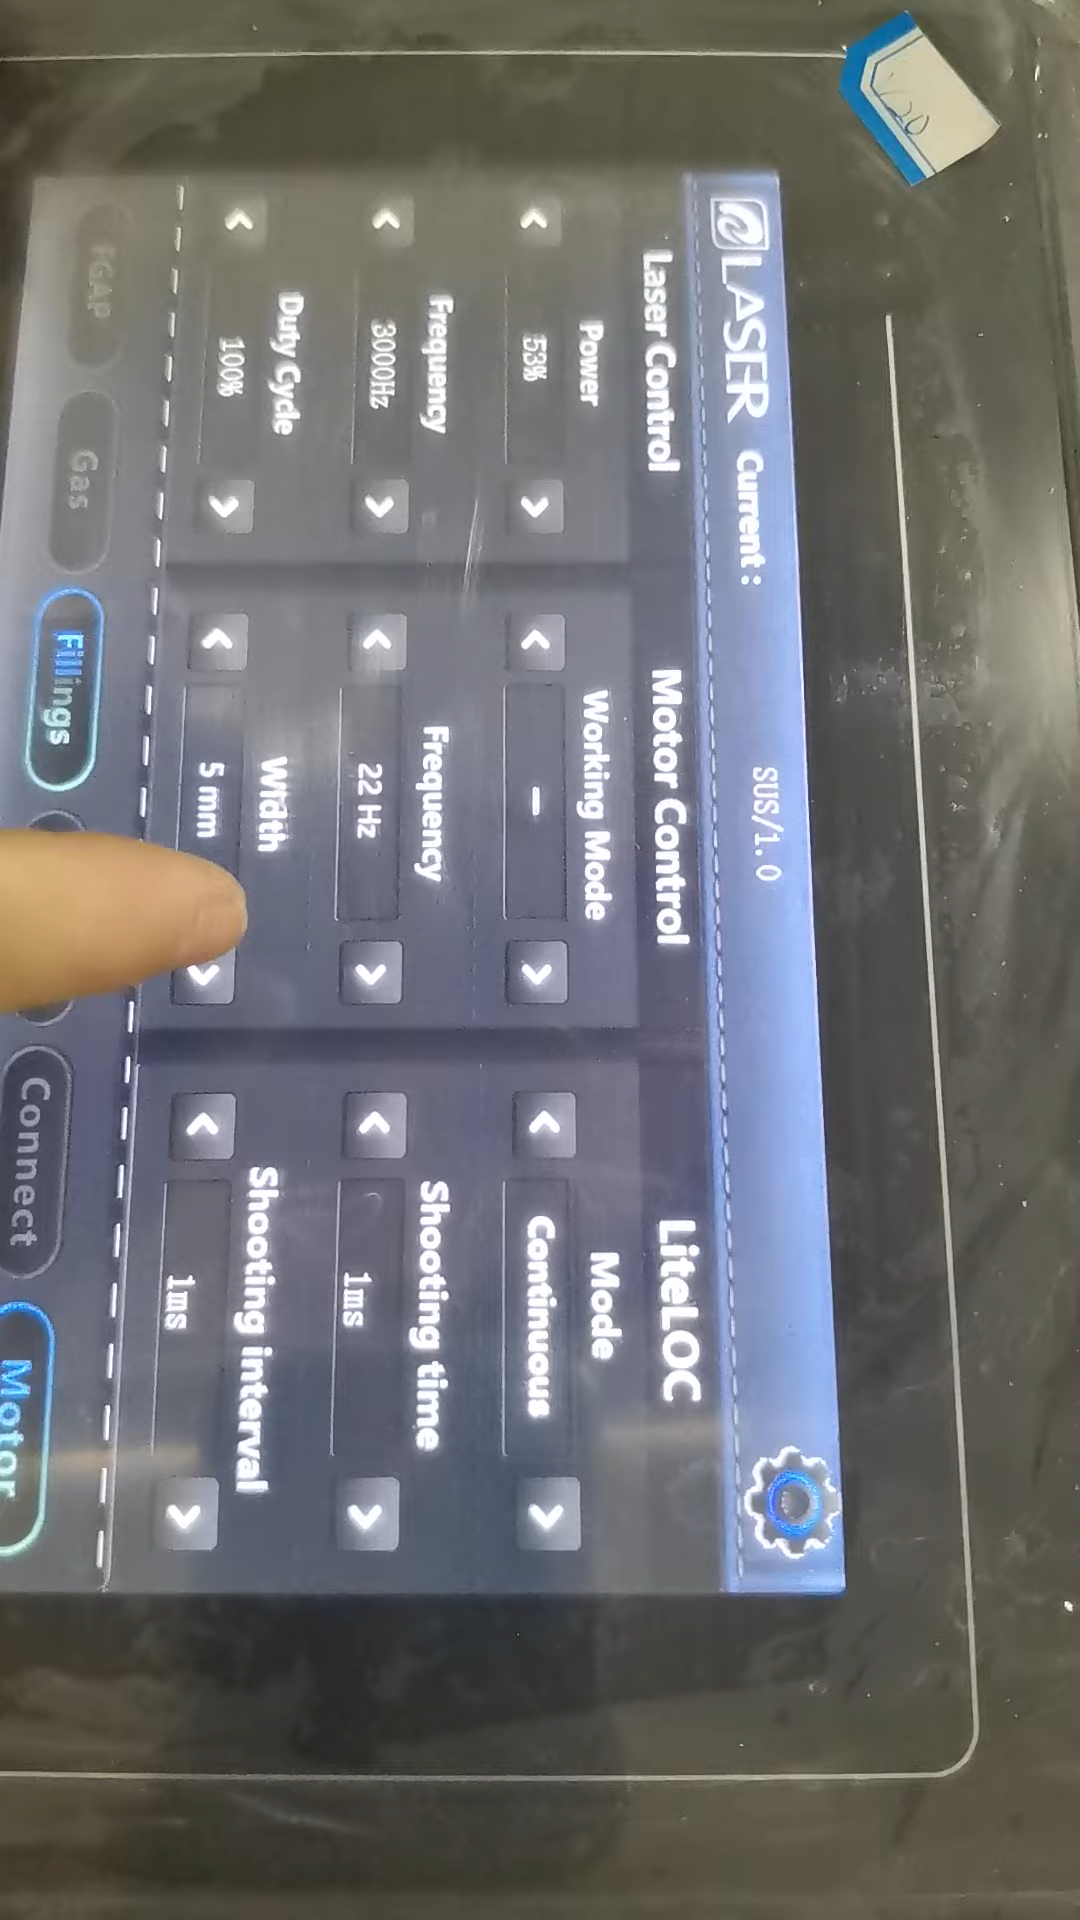 LASER Current: SUS/1.0
Laser Control
Motor Control
LiteLOC
Power
Working Mode
Mode
53%
-
Continuous
Frequency
Frequency
Shooting time
3000Hz
22 Hz
1ms
Duty Cycle
Width
Shooting interval
100%
5 mm
1ms
Gas
Fillings
Connect
Motor